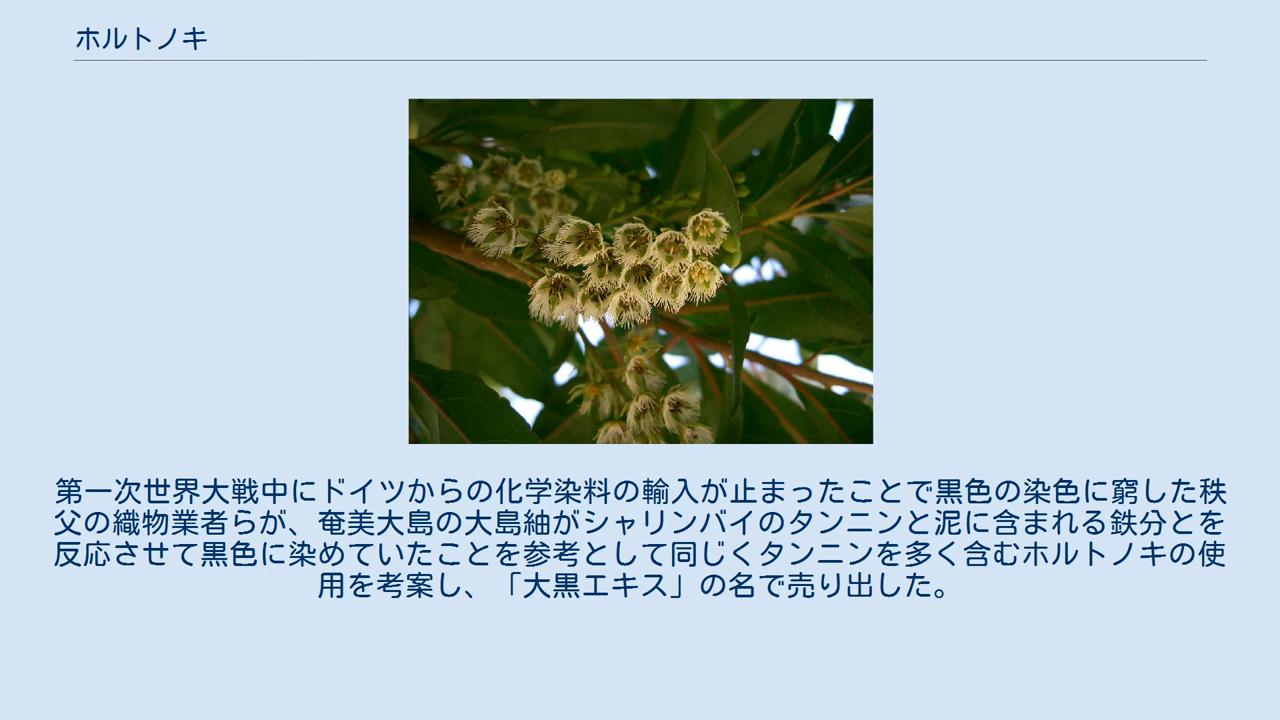 ホルトノキ
第一次世界大戦中にドイツからの化学染料の輸入が止まったことで黒色の染色に窮した秩
父の織物業者らが、奄美大島の大島紬がシャリンバイのタンニンと泥に含まれる鉄分とを
反応させて黒色に染めていたことを参考として同じくタンニンを多く含むホルトノキの使
用を考案し、「大黒エキス」の名で売り出した。